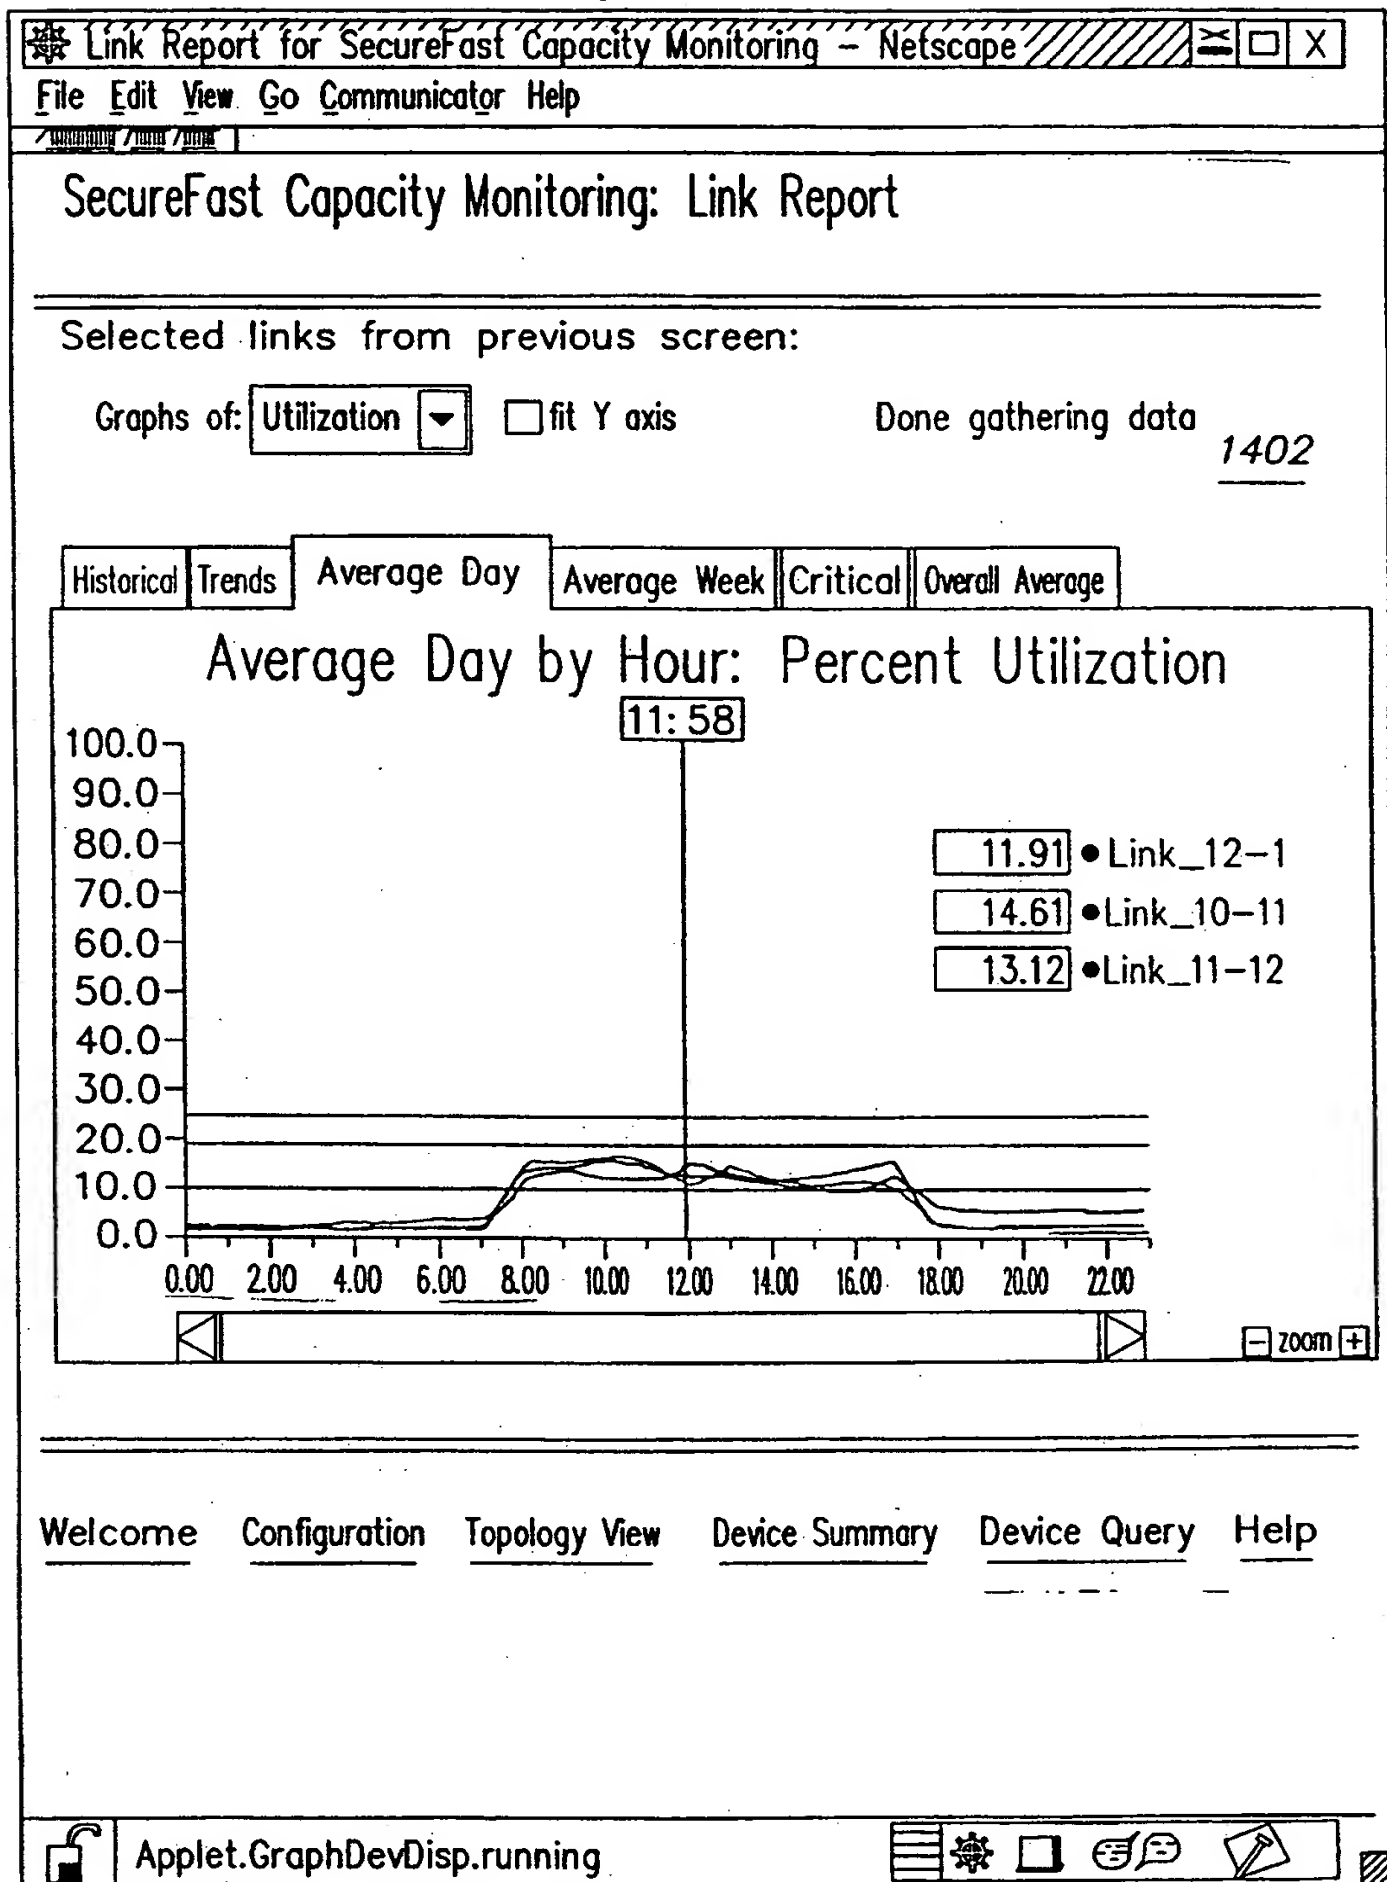 Link Report for SecureFast Capacity Monitoring – Netscape
File Edit View Go Communicator Help
SecureFast Capacity Monitoring: Link Report
Selected links from previous screen:
Graphs of: Utilization fit Y axis Done gathering data
1402
Historical Trends Average Day Average Week Critical Overall Average
Average Day by Hour: Percent Utilization
11:58
100.0
90.0
80.0
70.0
60.0
50.0
40.0
30.0
20.0
10.0
0.0
11.91 Link_12-1
14.61 Link_10-11
13.12 Link_11-12
0.00 2.00 4.00 6.00 8.00 10.00 12.00 14.00 16.00 18.00 20.00 22.00
zoom
Welcome Configuration Topology View Device Summary Device Query Help
Applet.GraphDevDisp.running